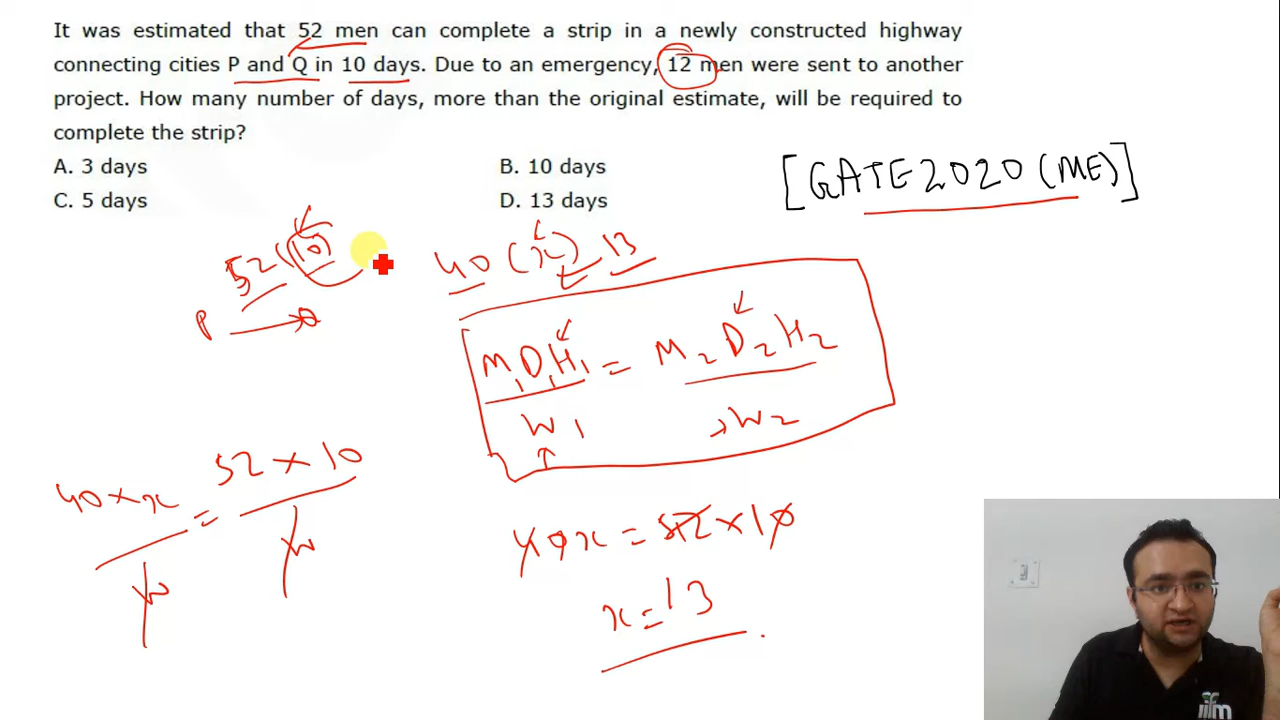 It was estimated that 52 men can complete a strip in a newly constructed highway
connecting cities P and Q in 10 days. Due to an emergency, 12 men were sent to another
project. How many number of days, more than the original estimate, will be required to
complete the strip?
A. 3 days
B. 10 days
C. 5 days
D. 13 days
[GATE2020 (ME)]
52 (10)
40 (x) 13
P → Q
M1D1H1 / W1 = M2D2H2 / W2
40 × x / W = 52 × 10 / W
40x = 52 × 10
x = 13
iifm